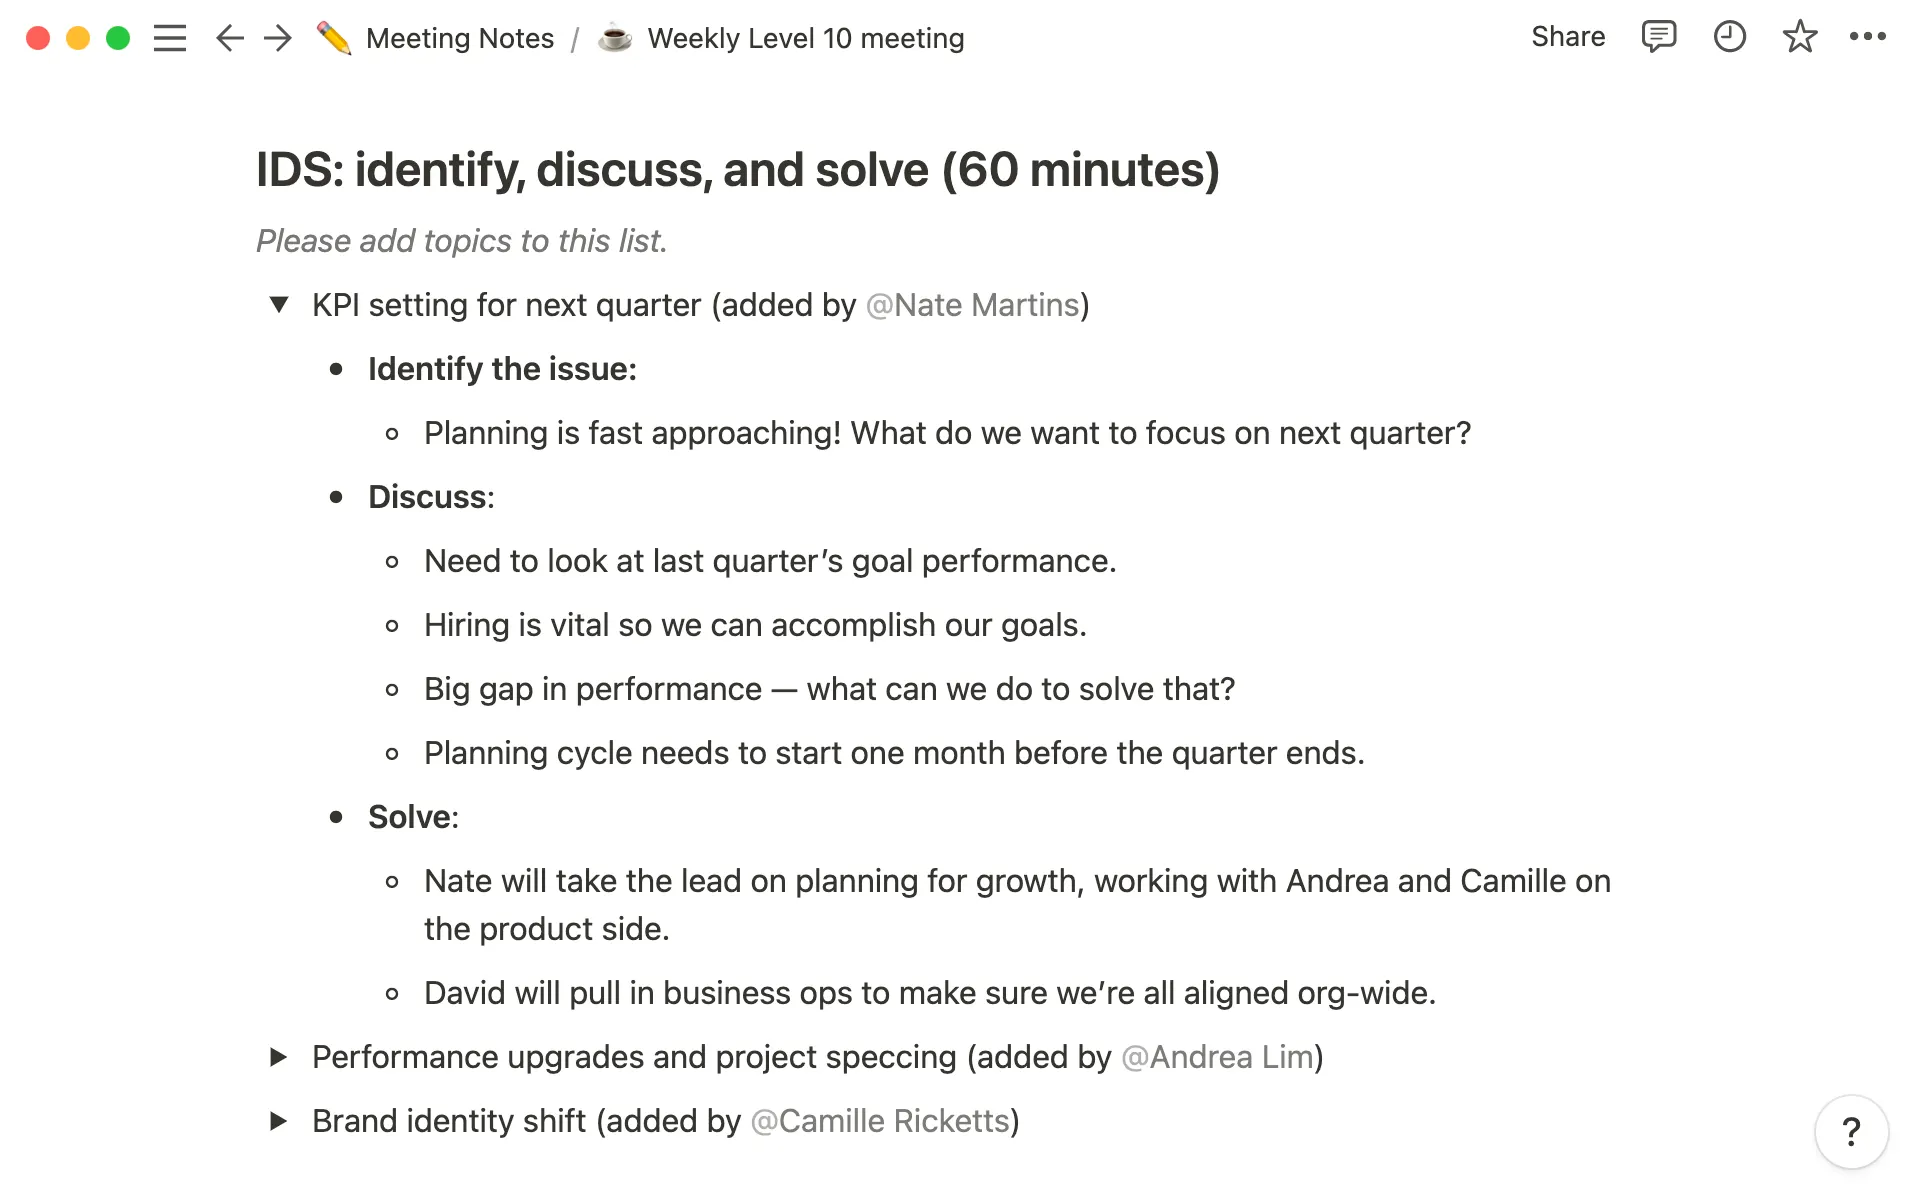 Meeting Notes / Weekly Level 10 meeting
Share
IDS: identify, discuss, and solve (60 minutes)
Please add topics to this list.
KPI setting for next quarter (added by @Nate Martins)
Identify the issue:
Planning is fast approaching! What do we want to focus on next quarter?
Discuss:
Need to look at last quarter’s goal performance.
Hiring is vital so we can accomplish our goals.
Big gap in performance — what can we do to solve that?
Planning cycle needs to start one month before the quarter ends.
Solve:
Nate will take the lead on planning for growth, working with Andrea and Camille on
the product side.
David will pull in business ops to make sure we’re all aligned org-wide.
Performance upgrades and project speccing (added by @Andrea Lim)
Brand identity shift (added by @Camille Ricketts)
?